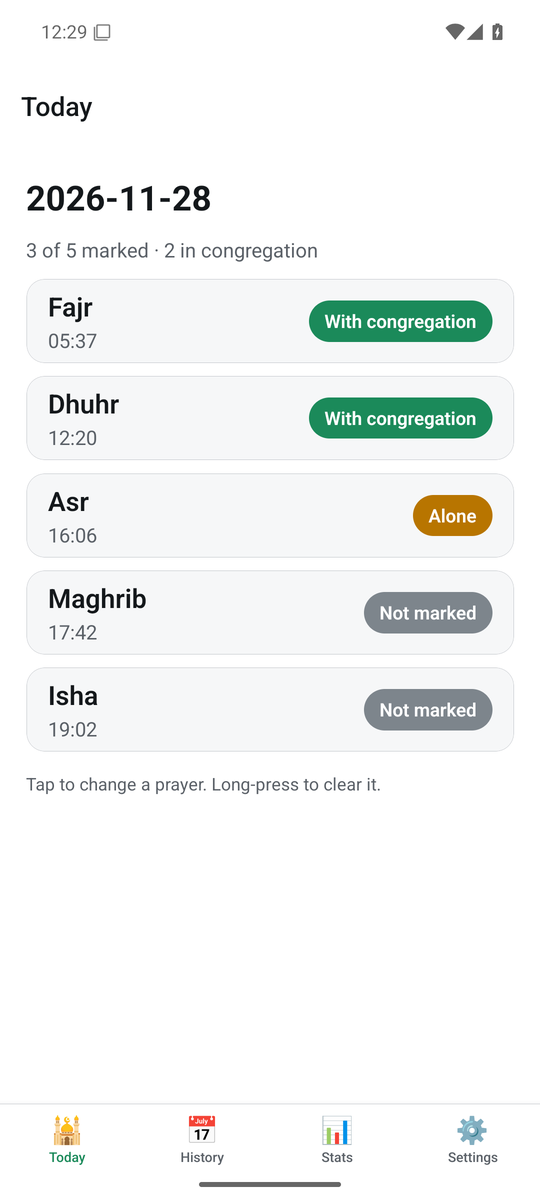 12:29
Today
2026-11-28
3 of 5 marked · 2 in congregation
Fajr
05:37
With congregation
Dhuhr
12:20
With congregation
Asr
16:06
Alone
Maghrib
17:42
Not marked
Isha
19:02
Not marked
Tap to change a prayer. Long-press to clear it.
July
17
Today
History
Stats
Settings